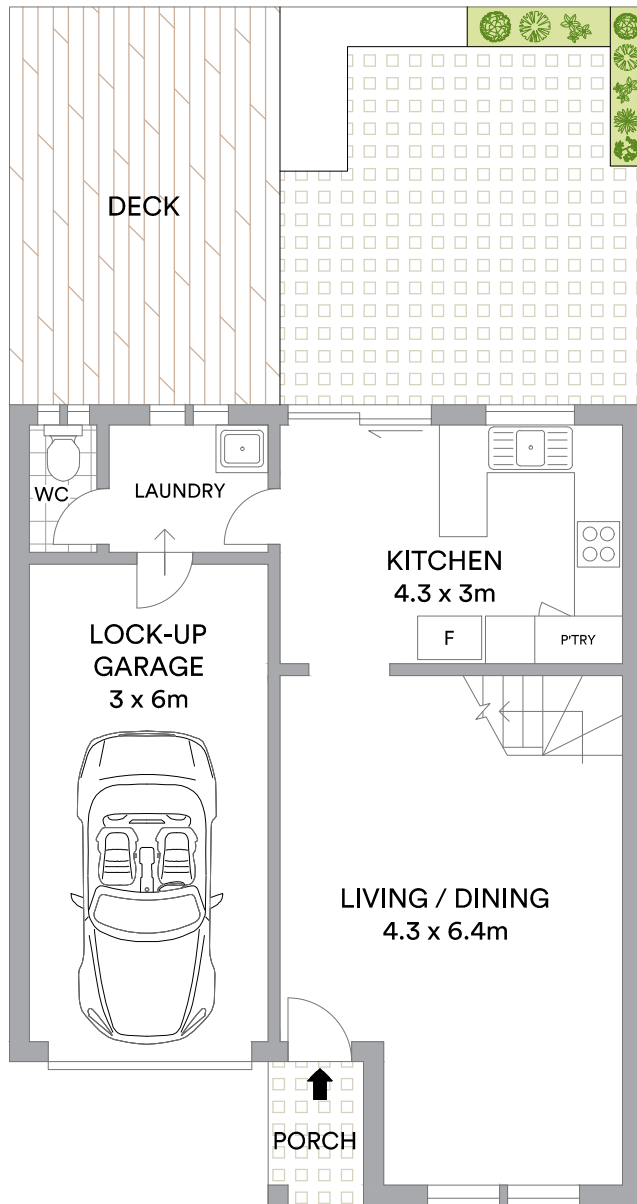 DECK
WC
LAUNDRY
KITCHEN
4.3 x 3m
F
P'TRY
LOCK-UP
GARAGE
3 x 6m
LIVING / DINING
4.3 x 6.4m
PORCH